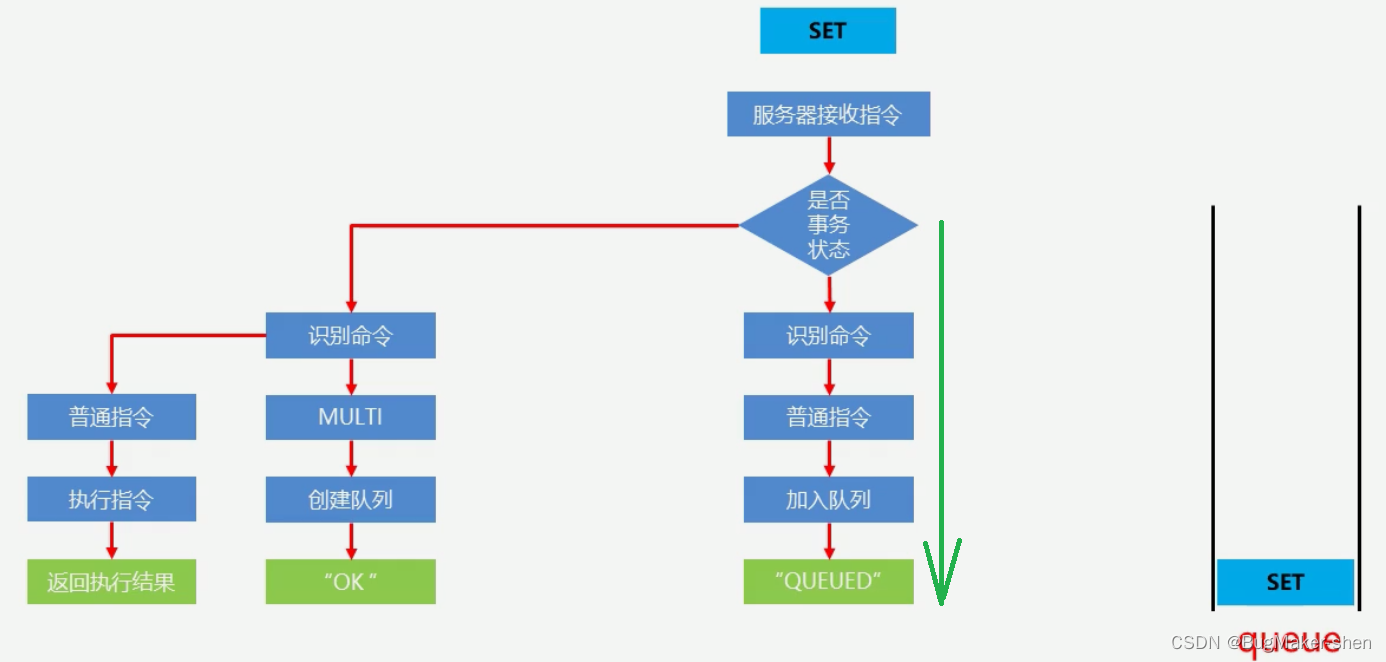 SET
服务器接收指令
是否
事务
状态
识别命令
识别命令
普通指令
MULTI
普通指令
执行指令
创建队列
加入队列
返回执行结果
“OK”
“QUEUED”
SET
queue
CSDN @BugMaker-shen